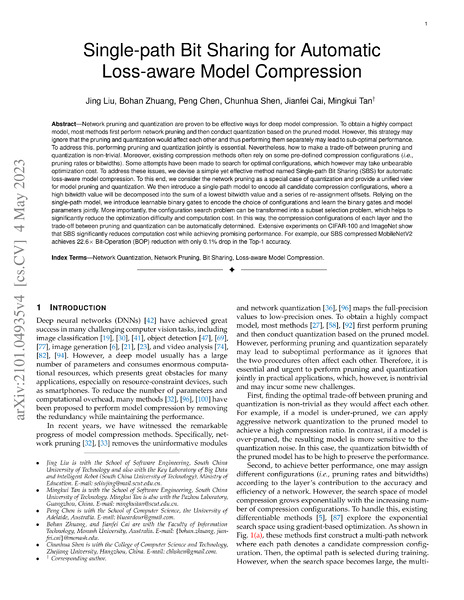 1
Single-path Bit Sharing for Automatic
Loss-aware Model Compression
Jing Liu, Bohan Zhuang, Peng Chen, Chunhua Shen, Jianfei Cai, Mingkui Tan†
Abstract—Network pruning and quantization are proven to be effective ways for deep model compression. To obtain a highly
compact model, most methods first perform network pruning and then conduct quantization based on the pruned model. However, this strategy
may ignore that the pruning and quantization would affect each other and thus performing them separately may lead to sub-optimal performance.
To address this, performing pruning and quantization jointly is essential. Nevertheless, how to make a trade-off between pruning and
quantization is non-trivial. Moreover, existing compression methods often rely on some pre-defined compression configurations (i.e.,
pruning rates or bitwidths). Some attempts have been made to search for optimal configurations, which however may take unbearable
optimization cost. To address these issues, we devise a simple yet effective method named Single-path Bit Sharing (SBS) for automatic
loss-aware model compression. To this end, we consider the network pruning as a special case of quantization and provide a unified view
for model pruning and quantization. We then introduce a single-path model to encode all candidate compression configurations, where a
high bitwidth value will be decomposed into the sum of a lowest bitwidth value and a series of re-assignment offsets. Relying on the
single-path model, we introduce learnable binary gates to encode the choice of configurations and learn the binary gates and model
parameters jointly. More importantly, the configuration search problem can be transformed into a subset selection problem, which helps to
significantly reduce the optimization difficulty and computation cost. In this way, the compression configurations of each layer and the
trade-off between pruning and quantization can be automatically determined. Extensive experiments on CIFAR-100 and ImageNet show
that SBS significantly reduces computation cost while achieving promising performance. For example, our SBS compressed MobileNetV2
achieves 22.6× Bit-Operation (BOP) reduction with only 0.1% drop in the Top-1 accuracy.
Index Terms—Network Quantization, Network Pruning, Bit Sharing, Loss-aware Model Compression.
1 INTRODUCTION
Deep neural networks (DNNs) [42] have achieved great
success in many challenging computer vision tasks, including
image classification [19], [30], [41], object detection [47], [69],
[77], image generation [6], [21], [23], and video analysis [74],
[82], [94]. However, a deep model usually has a large
number of parameters and consumes enormous computational
resources, which presents great obstacles for many
applications, especially on resource-constraint devices, such
as smartphones. To reduce the number of parameters and
computational overhead, many methods [32], [96], [100] have
been proposed to perform model compression by removing
the redundancy while maintaining the performance.
In recent years, we have witnessed the remarkable
progress of model compression methods. Specifically, network
pruning [32], [33] removes the uninformative modules
• Jing Liu is with the School of Software Engineering, South China
University of Technology and also with the Key Laboratory of Big Data
and Intelligent Robot (South China University of Technology), Ministry of
Education.
• Mingkui Tan is with the School of Software Engineering, South China
University of Technology. Mingkui Tan is also with the Pazhou Laboratory,
Guangzhou, China.
• Peng Chen is with the School of Computer Science, the University of
Adelaide, Australia.
• Bohan Zhuang, and Jianfei Cai are with the Faculty of Information
Technology, Monash University, Australia.
• Chunhua Shen is with the College of Computer Science and Technology,
Zhejiang University, Hangzhou, China.
† Corresponding author.
and network quantization [36], [96] maps the full-precision
values to low-precision ones. To obtain a highly compact
model, most methods [27], [58], [92] first perform pruning
and then conduct quantization based on the pruned model.
However, performing pruning and quantization separately
may lead to suboptimal performance as it ignores that
the two procedures often affect each other. Therefore, it is
essential and urgent to perform pruning and quantization
jointly in practical applications, which, however, is nontrivial
and may incur some new challenges.
First, finding the optimal trade-off between pruning and
quantization is non-trivial as they would affect each other.
For example, if a model is under-pruned, we can apply
aggressive network quantization to the pruned model to
achieve a high compression ratio. In contrast, if a model
is over-pruned, the resulting model is more sensitive to the
quantization noise. In this case, the quantization bitwidth of
the pruned model has to be high to preserve the performance.
Second, to achieve better performance, one may assign
different configurations (i.e., pruning rates and bitwidths)
according to the layer's contribution to the accuracy and
efficiency of a network. However, the search space of model
compression grows exponentially with the increasing number
of compression configurations. To handle this, existing
differentiable methods [5], [87] explore the exponential
search space using gradient-based optimization. As shown in
Fig. 1(a), these methods first construct a multi-path network
where each path denotes a candidate compression configuration.
Then, the optimal path is selected during training.
However, when the search space becomes large, the multi-
arXiv:2101.04935v4 [cs.CV] 4 May 2023